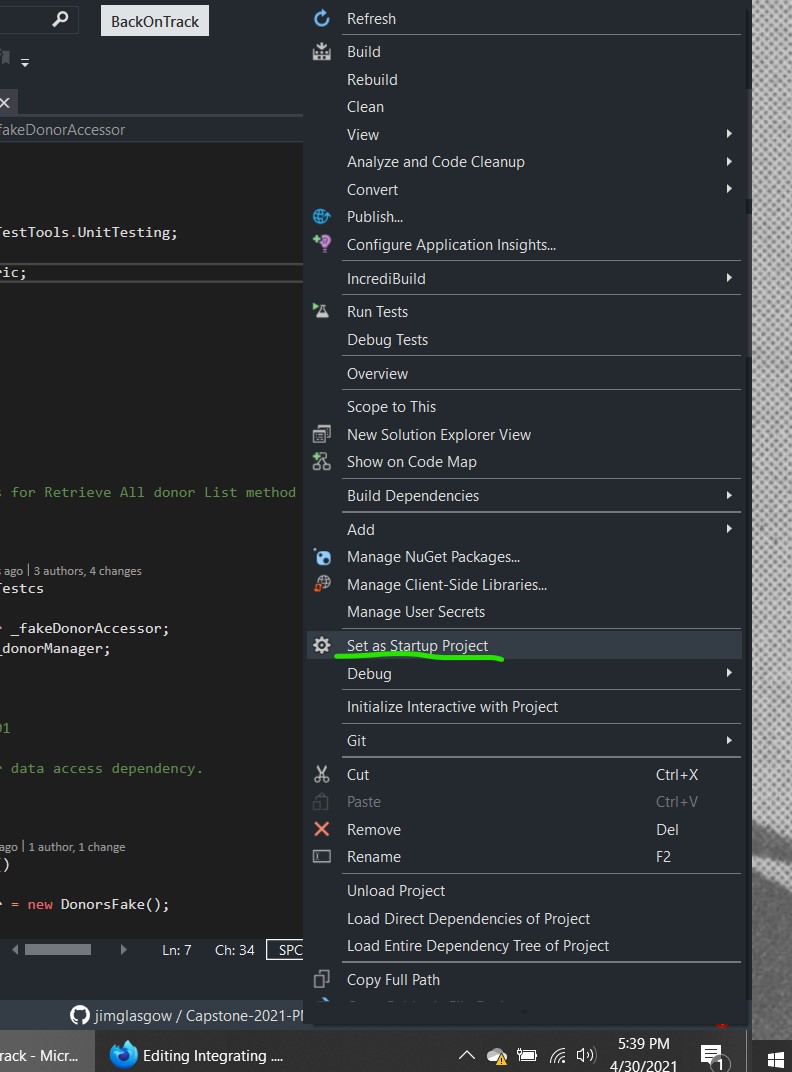 BackOnTrack
fakeDonorAccessor
estTools.UnitTesting;
ric;
for Retrieve All donor List method
ago | 3 authors, 4 changes
Testcs
_fakeDonorAccessor;
_donorManager;
01
data access dependency.
ago | 1 author, 1 change
()
= new DonorsFake();
Ln: 7 Ch: 34 SPC
jimglasgow / Capstone-2021-P
Refresh
Build
Rebuild
Clean
View
Analyze and Code Cleanup
Convert
Publish...
Configure Application Insights...
IncrediBuild
Run Tests
Debug Tests
Overview
Scope to This
New Solution Explorer View
Show on Code Map
Build Dependencies
Add
Manage NuGet Packages...
Manage Client-Side Libraries...
Manage User Secrets
Set as Startup Project
Debug
Initialize Interactive with Project
Git
Cut Ctrl+X
Paste Ctrl+V
Remove Del
Rename F2
Unload Project
Load Direct Dependencies of Project
Load Entire Dependency Tree of Project
Copy Full Path
rack - Micr... Editing Integrating ....
5:39 PM
4/30/2021
1